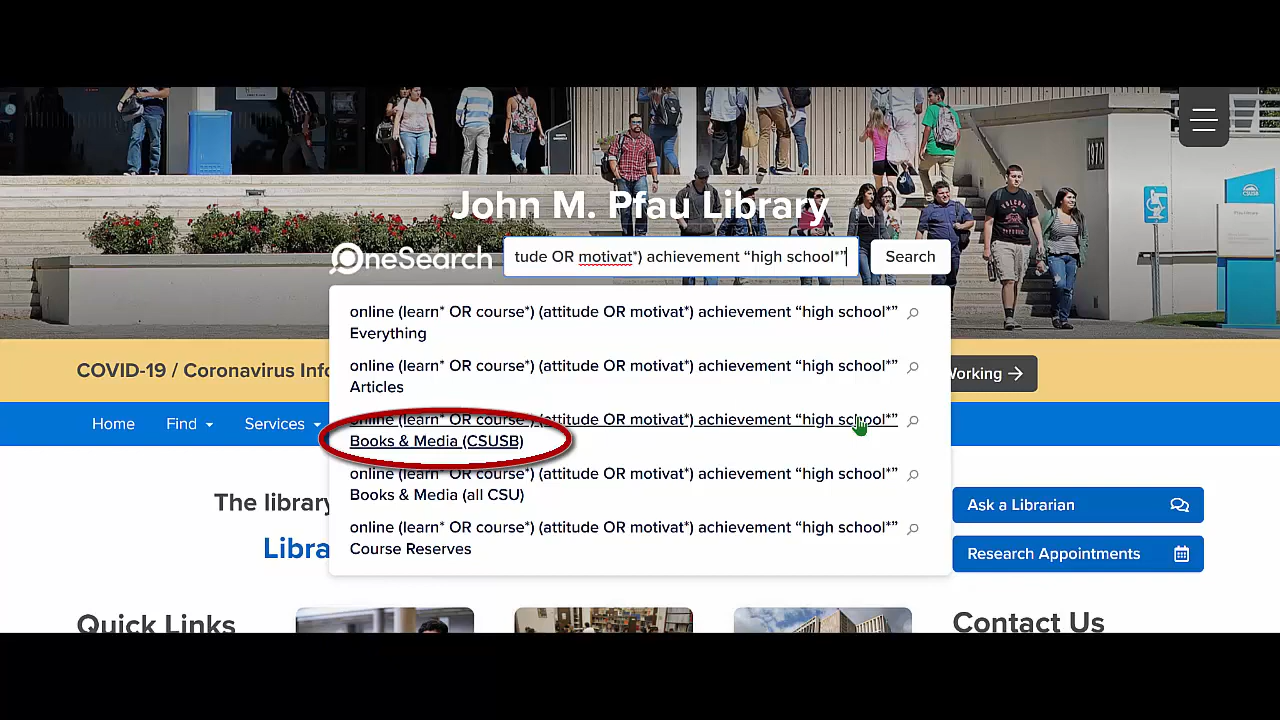 John M. Pfau Library
OneSearch
tude OR motivat*) achievement “high school*”
Search
online (learn* OR course*) (attitude OR motivat*) achievement “high school*”
Everything
online (learn* OR course*) (attitude OR motivat*) achievement “high school*”
Articles
online (learn* OR course*) (attitude OR motivat*) achievement “high school*”
Books & Media (CSUSB)
online (learn* OR course*) (attitude OR motivat*) achievement “high school*”
Books & Media (all CSU)
online (learn* OR course*) (attitude OR motivat*) achievement “high school*”
Course Reserves
COVID-19 / Coronavirus Info
Working
Home
Find
Services
The library
Libra
Ask a Librarian
Research Appointments
Quick Links
Contact Us
1970
CSUSB
Pfau Library